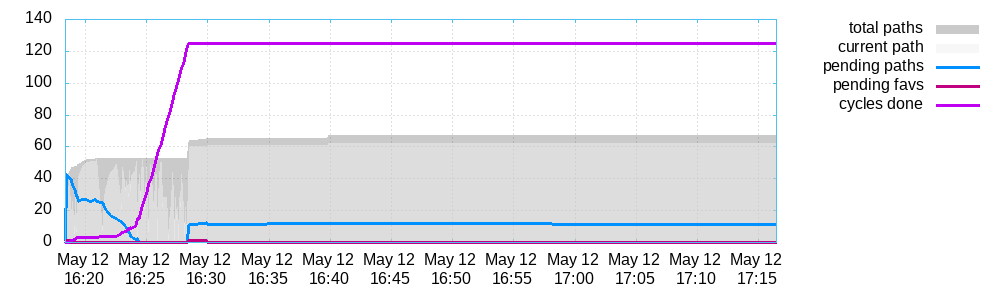 140
120
100
80
60
40
20
0
May 12 May 12 May 12 May 12 May 12 May 12 May 12 May 12 May 12 May 12 May 12 May 12
16:20 16:25 16:30 16:35 16:40 16:45 16:50 16:55 17:00 17:05 17:10 17:15
total paths
current path
pending paths
pending favs
cycles done